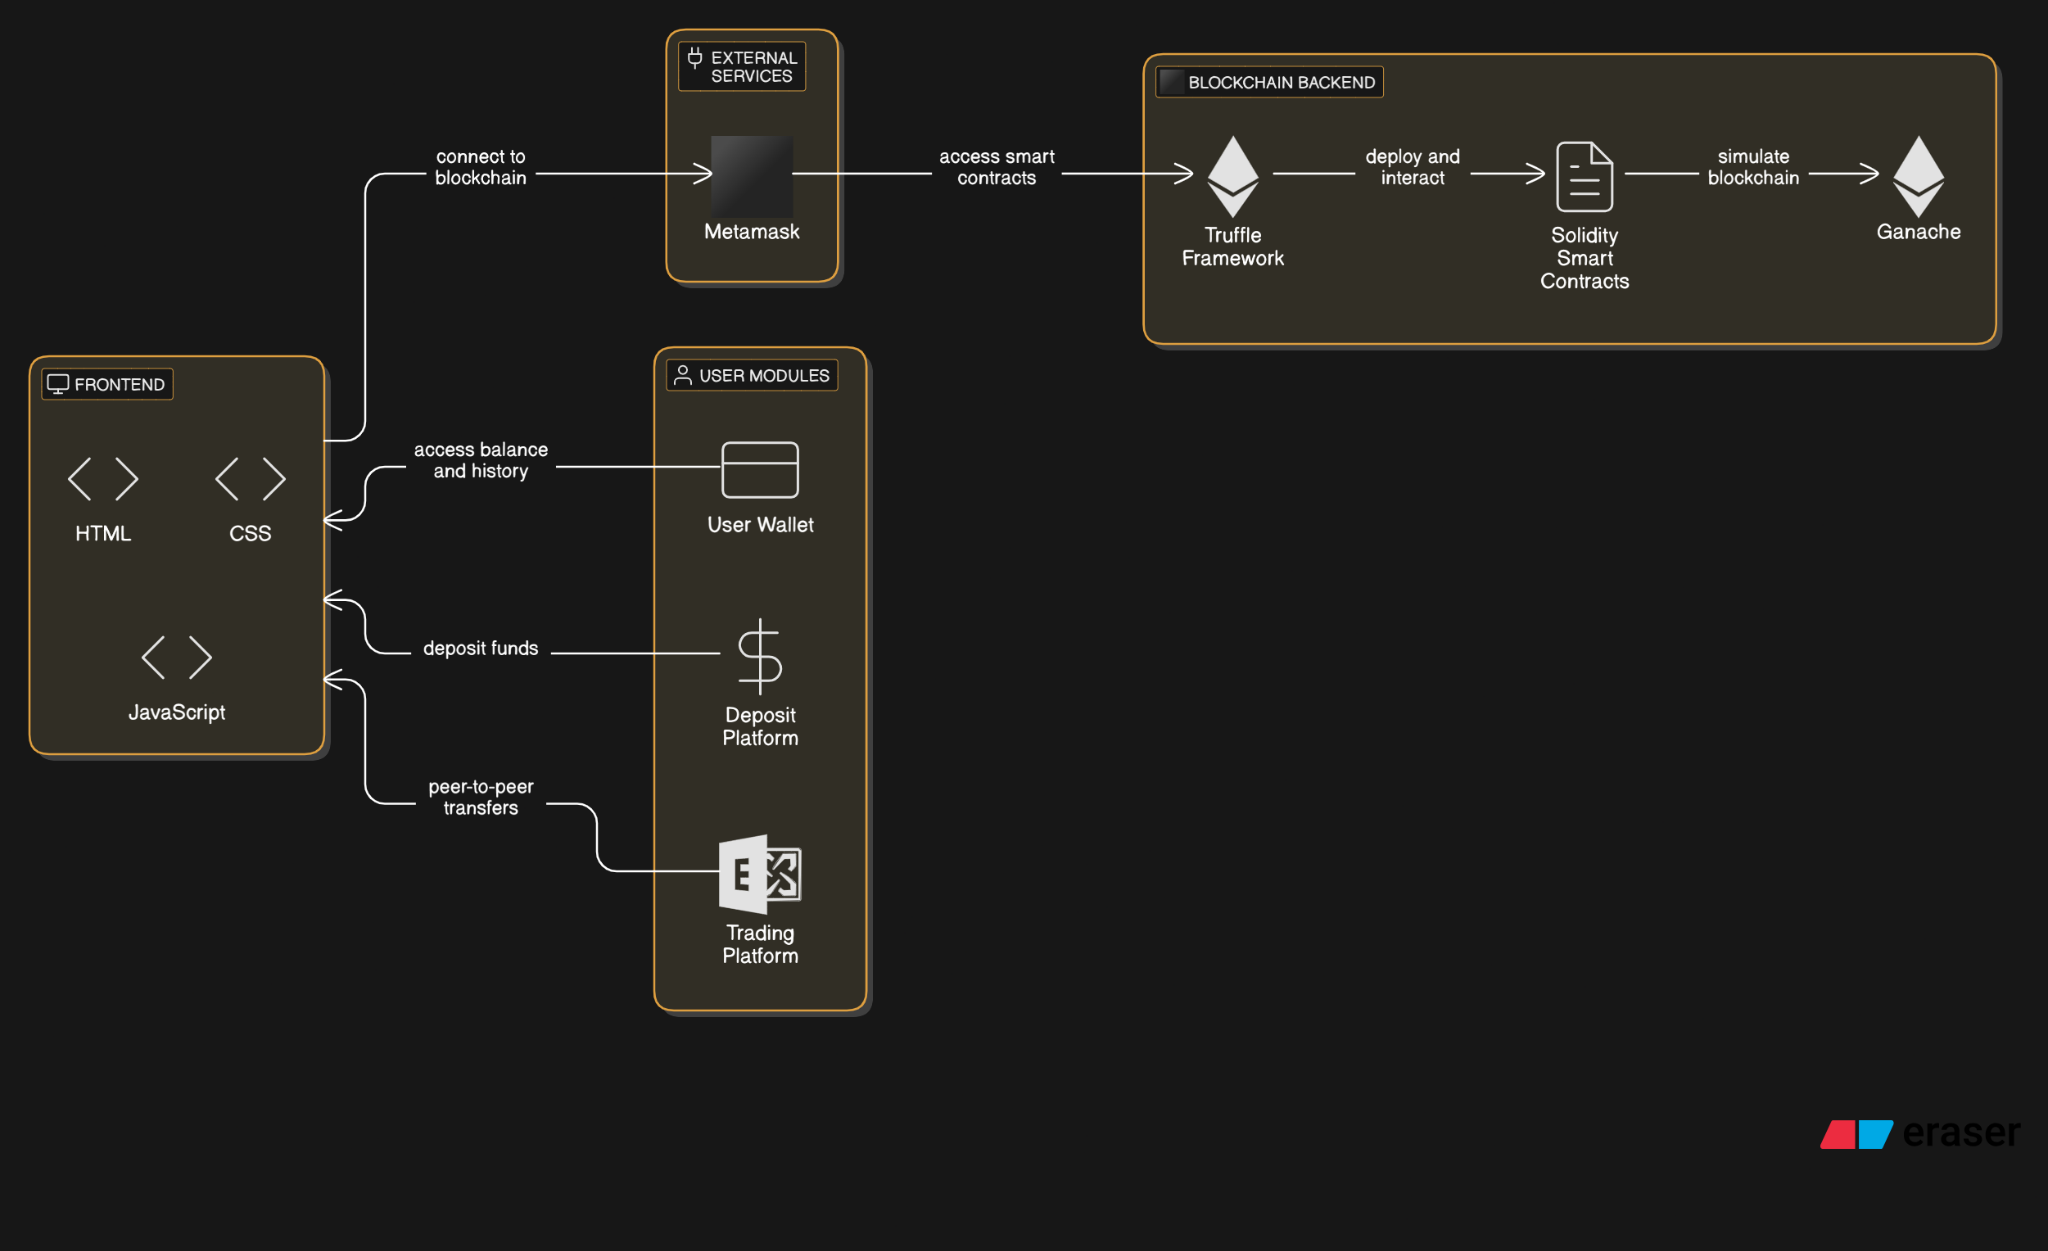 EXTERNAL
SERVICES
BLOCKCHAIN BACKEND
connect to
blockchain
access smart
contracts
deploy and
interact
simulate
blockchain
Metamask
Truffle
Framework
Solidity
Smart
Contracts
Ganache
FRONTEND
USER MODULES
HTML
CSS
JavaScript
access balance
and history
User Wallet
deposit funds
Deposit
Platform
peer-to-peer
transfers
E
Trading
Platform
eraser